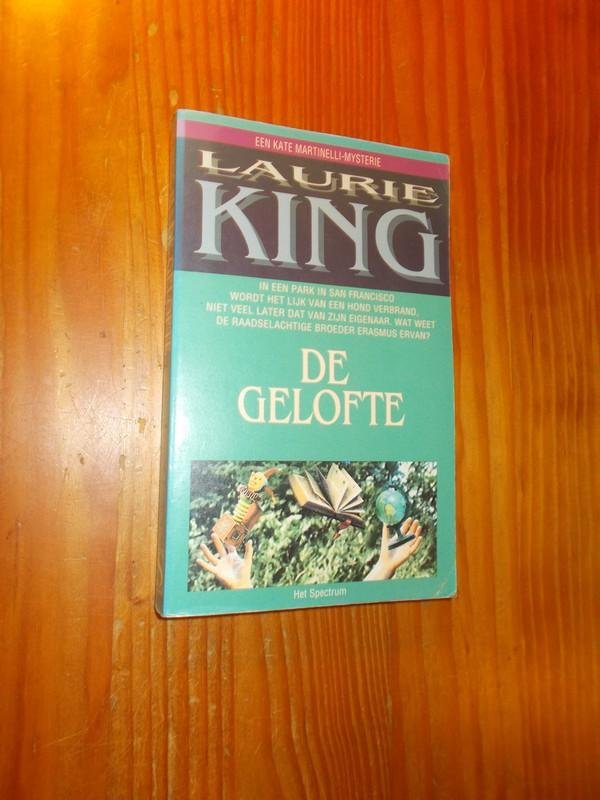 EEN KATE MARTINELLI-MYSTERIE
LAURIE
KING
IN EEN PARK IN SAN FRANCISCO
WORDT HET LIJK VAN EEN HOND VERBRAND,
NIET VEEL LATER DAT VAN ZIJN EIGENAAR. WAT WEET
DE RAADSELACHTIGE BROEDER ERASMUS ERVAN?
DE
GELOFTE
Het Spectrum